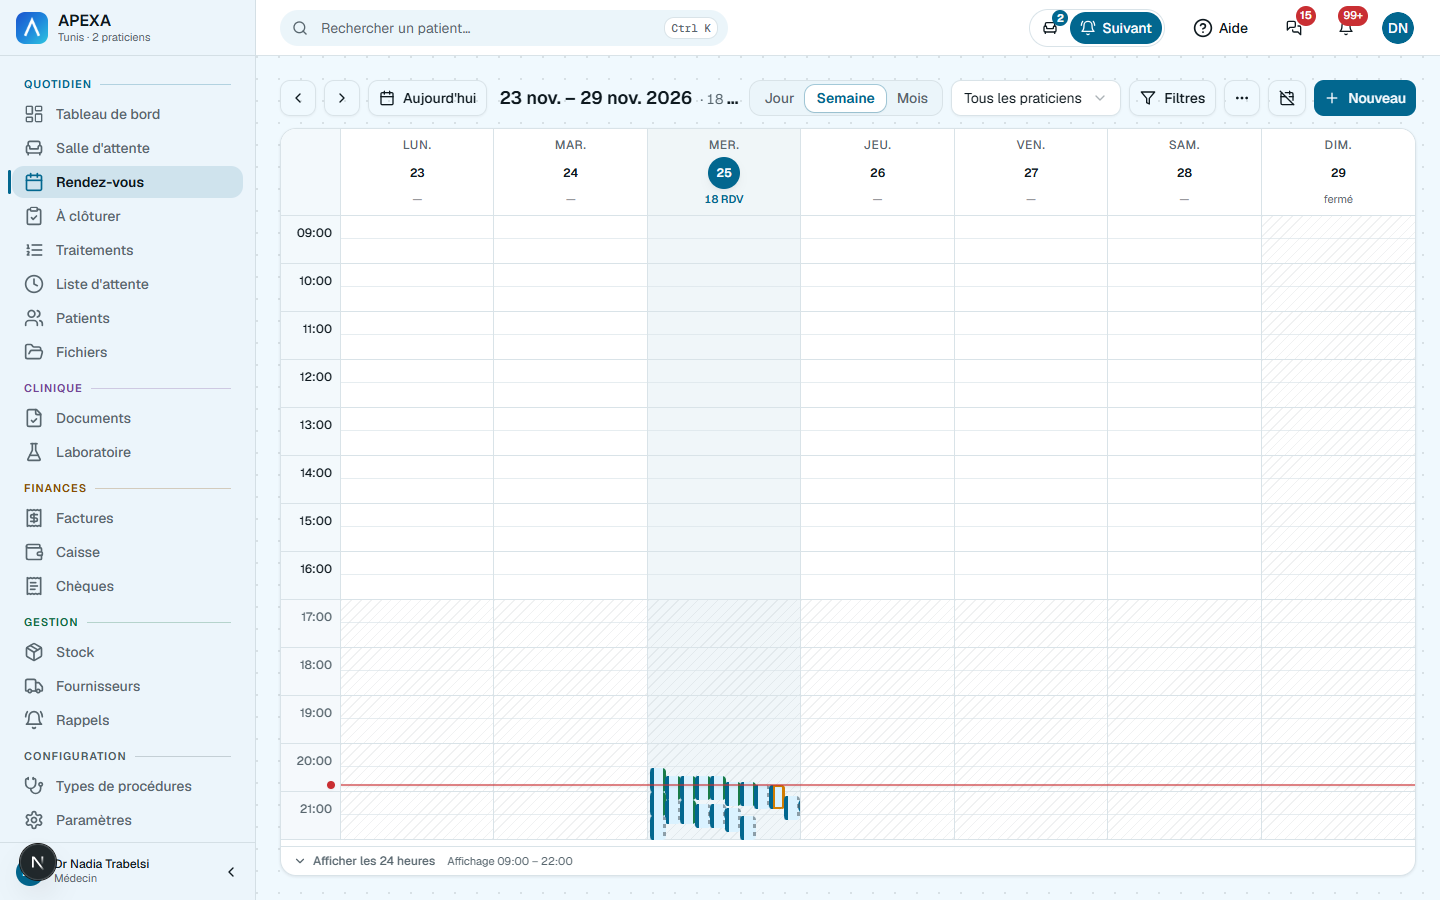 APEXA
Tunis · 2 praticiens
Rechercher un patient…
Ctrl K
2
Suivant
Aide
15
99+
DN
QUOTIDIEN
Tableau de bord
Salle d'attente
Rendez-vous
À clôturer
Traitements
Liste d'attente
Patients
Fichiers
CLINIQUE
Documents
Laboratoire
FINANCES
Factures
Caisse
Chèques
GESTION
Stock
Fournisseurs
Rappels
CONFIGURATION
Types de procédures
Paramètres
N
Dr Nadia Trabelsi
Médecin
Aujourd'hui
23 nov. – 29 nov. 2026 · 18 …
Jour
Semaine
Mois
Tous les praticiens
Filtres
Nouveau
LUN.
23
—
MAR.
24
—
MER.
25
18 RDV
JEU.
26
—
VEN.
27
—
SAM.
28
—
DIM.
29
fermé
09:00
10:00
11:00
12:00
13:00
14:00
15:00
16:00
17:00
18:00
19:00
20:00
21:00
Afficher les 24 heures
Affichage 09:00 – 22:00